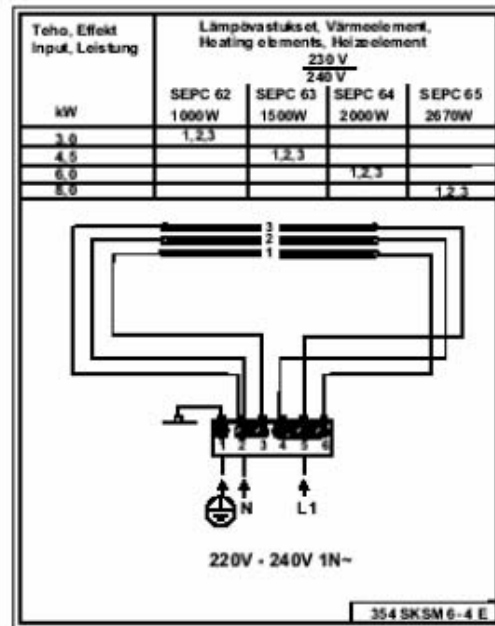 Teho, Effekt
Input, Leistung
Lämpövastukset, Värmeelement,
Heating elements, Heizeelement
230 V
240 V
kW
SEPC 62
1000W
SEPC 63
1500W
SEPC 64
2000W
SEPC 65
2670W
3,0 1,2,3
4,5 1,2,3
6,0 1,2,3
8,0 1,2,3
3
2
1
1 2 3 4 5 6
N L1
220V - 240V 1N~
354 SKSM 6-4 E